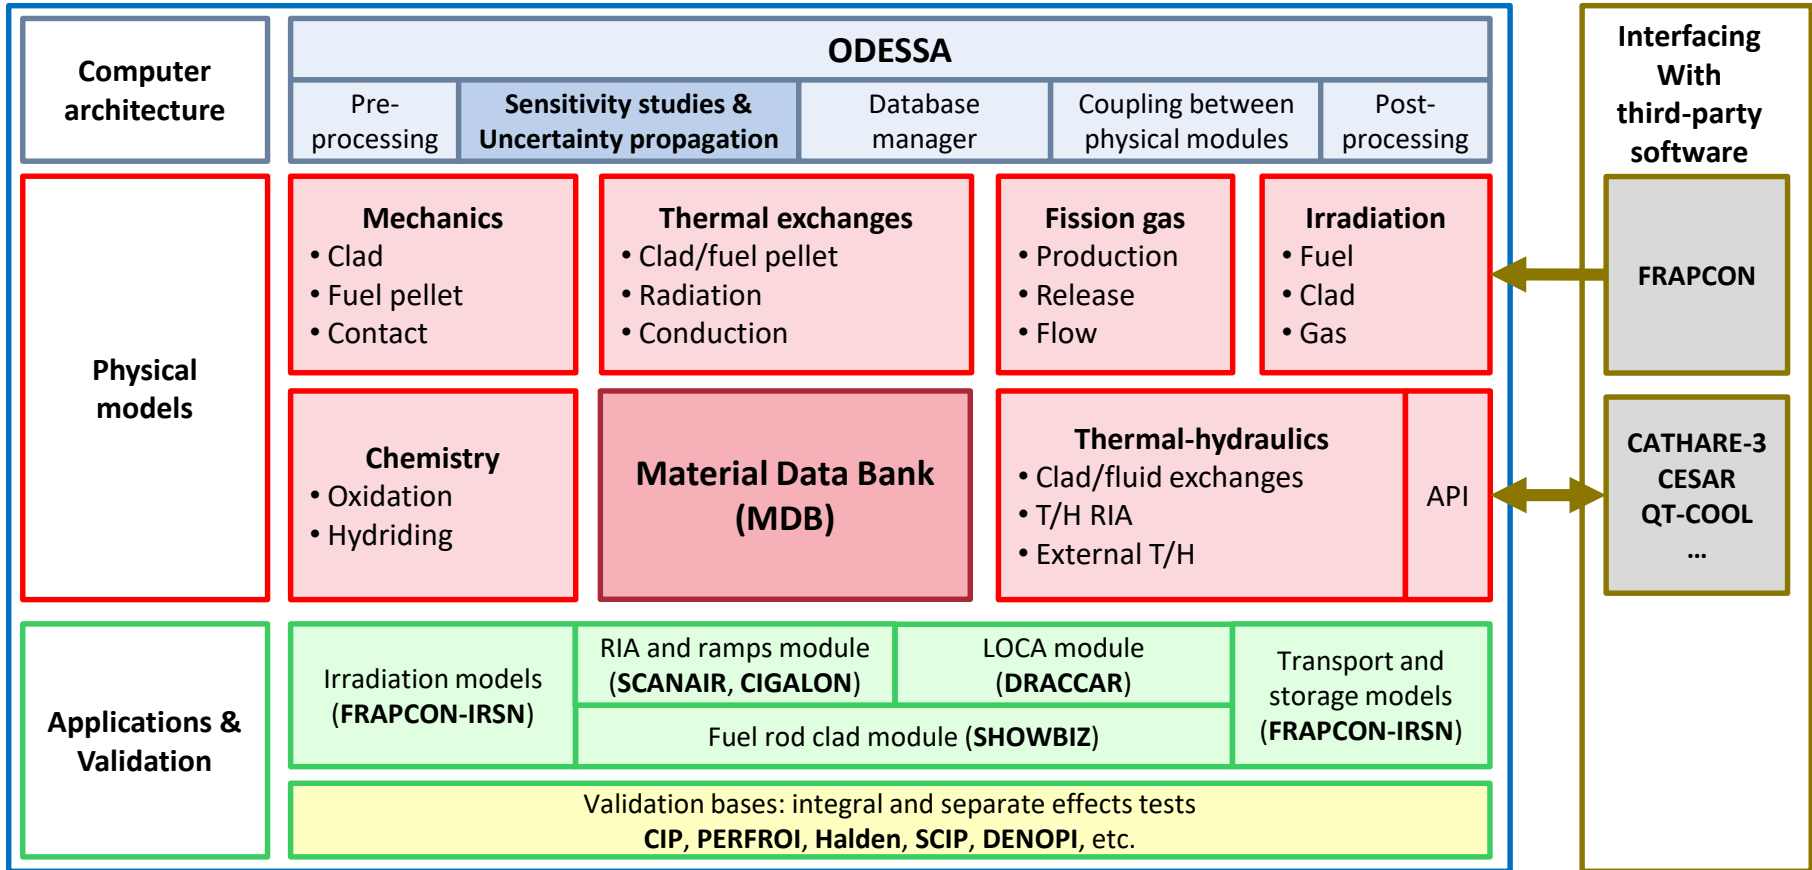 Computer
architecture
ODESSA
Pre-
processing
Sensitivity studies &
Uncertainty propagation
Database
manager
Coupling between
physical modules
Post-
processing
Physical
models
Mechanics
• Clad
• Fuel pellet
• Contact
Thermal exchanges
• Clad/fuel pellet
• Radiation
• Conduction
Fission gas
• Production
• Release
• Flow
Irradiation
• Fuel
• Clad
• Gas
Chemistry
• Oxidation
• Hydriding
Material Data Bank
(MDB)
Thermal-hydraulics
• Clad/fluid exchanges
• T/H RIA
• External T/H
API
Applications &
Validation
Irradiation models
(FRAPCON-IRSN)
RIA and ramps module
(SCANAIR, CIGALON)
LOCA module
(DRACCAR)
Fuel rod clad module (SHOWBIZ)
Transport and
storage models
(FRAPCON-IRSN)
Validation bases: integral and separate effects tests
CIP, PERFROI, Halden, SCIP, DENOPI, etc.
Interfacing
With
third-party
software
FRAPCON
CATHARE-3
CESAR
QT-COOL
...